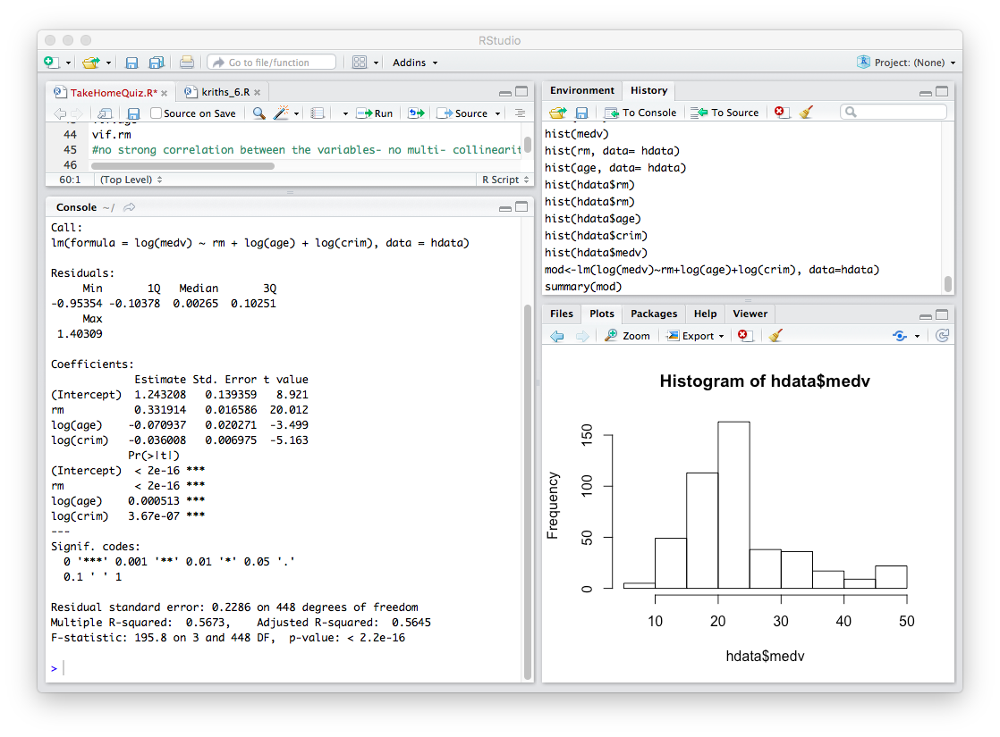 RStudio
Go to file/function
Addins
Project: (None)
TakeHomeQuiz.R*
kriths_6.R
Source on Save
Run
Source
44 vif.rm
45 #no strong correlation between the variables- no multi- collinearit
46
60:1 (Top Level) R Script
Console ~/
Call:
lm(formula = log(medv) ~ rm + log(age) + log(crim), data = hdata)
Residuals:
Min 1Q Median 3Q
-0.95354 -0.10378 0.00265 0.10251
Max
1.40309
Coefficients:
Estimate Std. Error t value
(Intercept) 1.243208 0.139359 8.921
rm 0.331914 0.016586 20.012
log(age) -0.070937 0.020271 -3.499
log(crim) -0.036008 0.006975 -5.163
Pr(>|t|)
(Intercept) < 2e-16 ***
rm < 2e-16 ***
log(age) 0.000513 ***
log(crim) 3.67e-07 ***
---
Signif. codes:
0 '***' 0.001 '**' 0.01 '*' 0.05 '.'
0.1 ' ' 1
Residual standard error: 0.2286 on 448 degrees of freedom
Multiple R-squared: 0.5673, Adjusted R-squared: 0.5645
F-statistic: 195.8 on 3 and 448 DF, p-value: < 2.2e-16
>
Environment History
To Console To Source
hist(medv)
hist(rm, data= hdata)
hist(age, data= hdata)
hist(hdata$rm)
hist(hdata$rm)
hist(hdata$age)
hist(hdata$crim)
hist(hdata$medv)
mod<-lm(log(medv)~rm+log(age)+log(crim), data=hdata)
summary(mod)
Files Plots Packages Help Viewer
Zoom Export
Histogram of hdata$medv
Frequency
150
100
50
0
10 20 30 40 50
hdata$medv